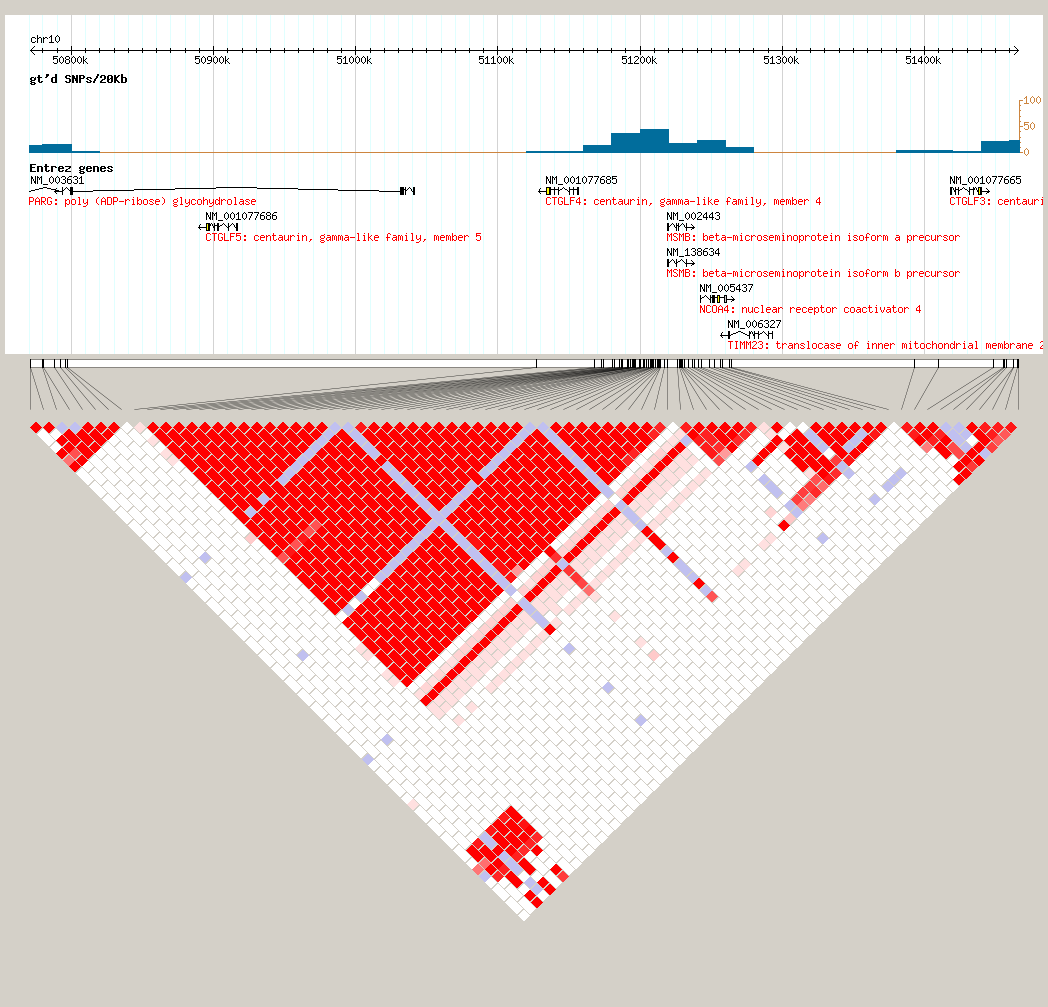 chr10
50800k 50900k 51000k 51100k 51200k 51300k 51400k
gt'd SNPs/20Kb
100
50
0
Entrez genes
NM_003631 NM_001077685 NM_001077665
PARG: poly (ADP-ribose) glycohydrolase CTGLF4: centaurin, gamma-like family, member 4 CTGLF3: centauri
NM_001077686 NM_002443
CTGLF5: centaurin, gamma-like family, member 5 MSMB: beta-microseminoprotein isoform a precursor
NM_138634
MSMB: beta-microseminoprotein isoform b precursor
NM_005437
NCOA4: nuclear receptor coactivator 4
NM_006327
TIMM23: translocase of inner mitochondrial membrane 2